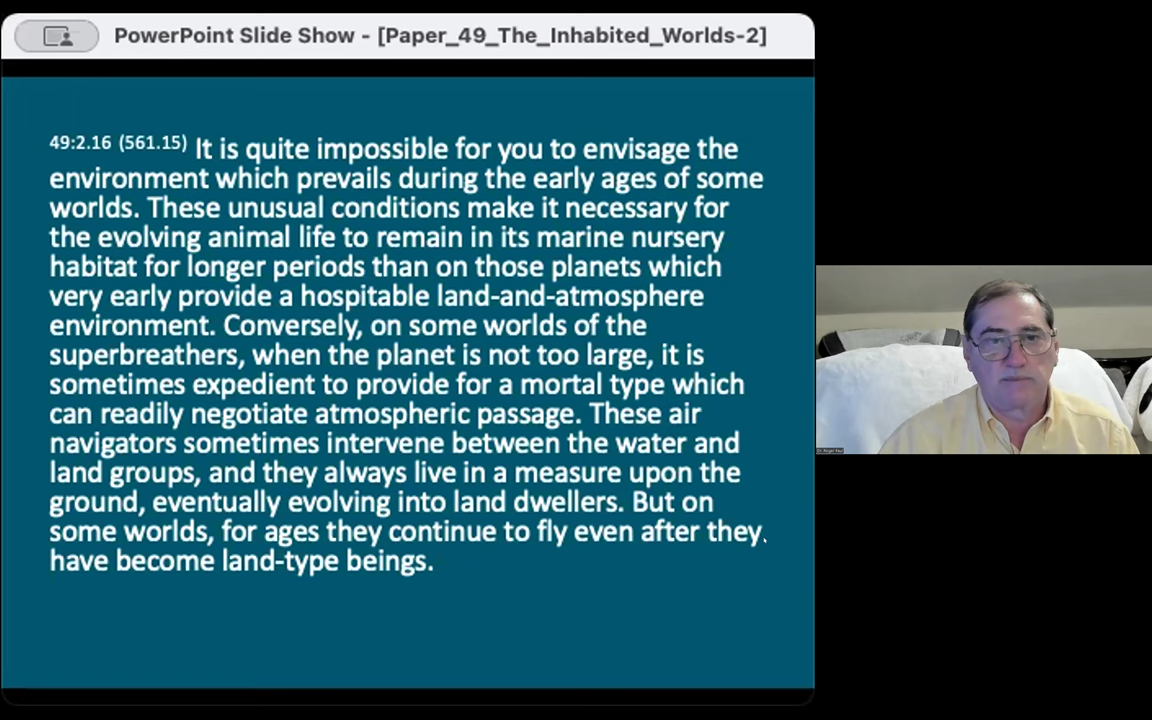 PowerPoint Slide Show - [Paper_49_The_Inhabited_Worlds-2]
49:2.16 (561.15) It is quite impossible for you to envisage the
environment which prevails during the early ages of some
worlds. These unusual conditions make it necessary for
the evolving animal life to remain in its marine nursery
habitat for longer periods than on those planets which
very early provide a hospitable land-and-atmosphere
environment. Conversely, on some worlds of the
superbreathers, when the planet is not too large, it is
sometimes expedient to provide for a mortal type which
can readily negotiate atmospheric passage. These air
navigators sometimes intervene between the water and
land groups, and they always live in a measure upon the
ground, eventually evolving into land dwellers. But on
some worlds, for ages they continue to fly even after they
have become land-type beings.